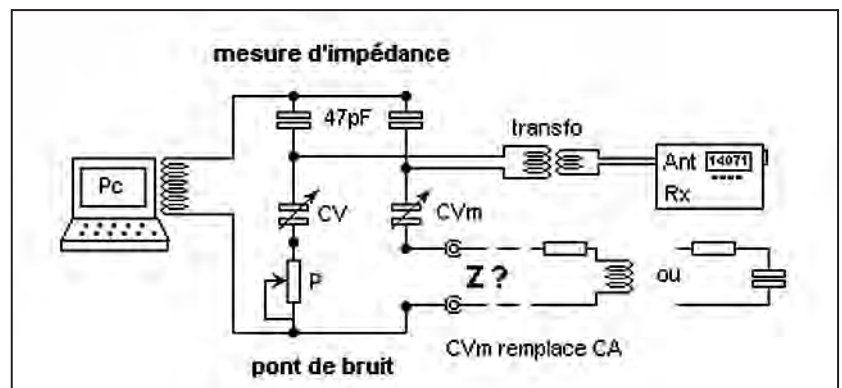 mesure d'impédance
47pF
transfo
Pc
Ant 14071
Rx
CV
CVm
P
Z ?
ou
CVm remplace CA
pont de bruit